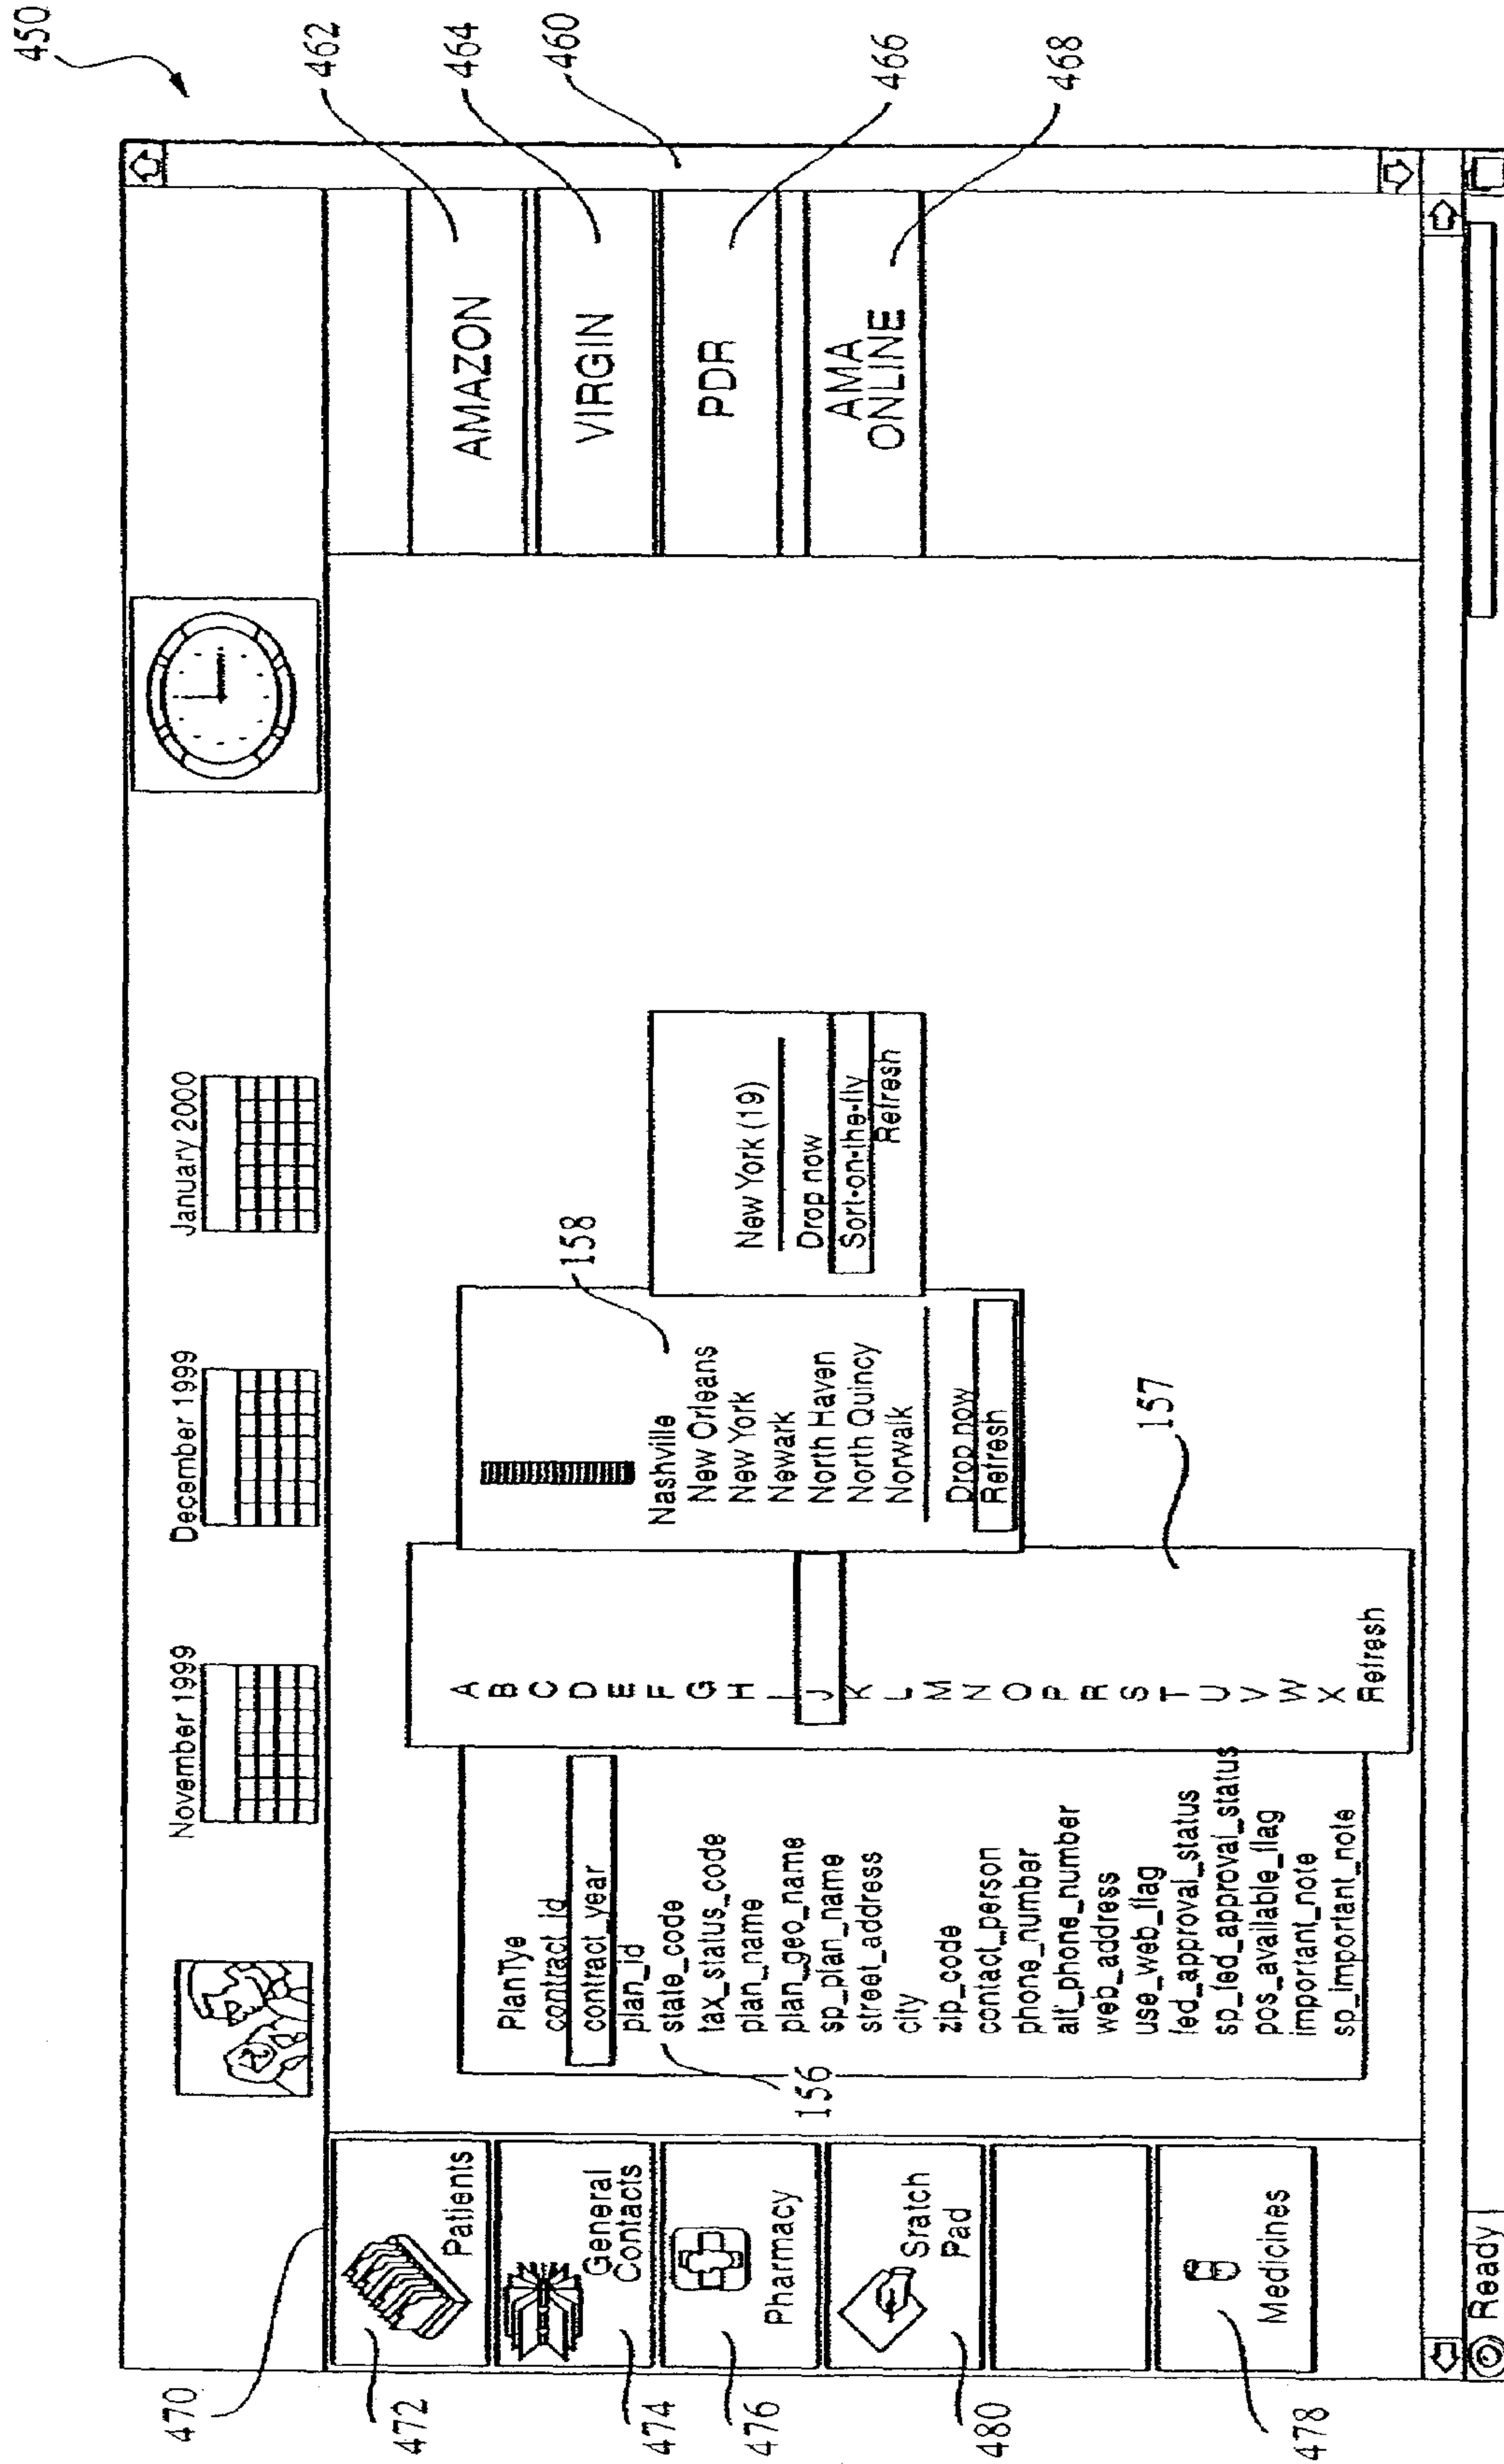 450
November 1999
December 1999
January 2000
470
472
Patients
474
General
Contacts
476
Pharmacy
480
Sratch
Pad
478
Medicines
PlanTye
contract_id
contract_year
plan_id
state_code
tax_status_code
plan_name
plan_geo_name
sp_plan_name
street_address
city
zip_code
contact_person
phone_number
alt_phone_number
web_address
use_web_flag
fed_approval_status
sp_fed_approval_status
pos_available_flag
important_note
sp_important_note
156
A
B
C
D
E
F
G
H
I
J
K
L
M
N
O
P
R
S
T
U
V
W
X
Refresh
157
158
Nashville
New Orleans
New York
Newark
North Haven
North Quincy
Norwalk
Drop now
Refresh
New York (19)
Drop now
Sort-on-the-fly
Refresh
AMAZON
462
VIRGIN
464
460
PDR
466
AMA
ONLINE
468
Ready